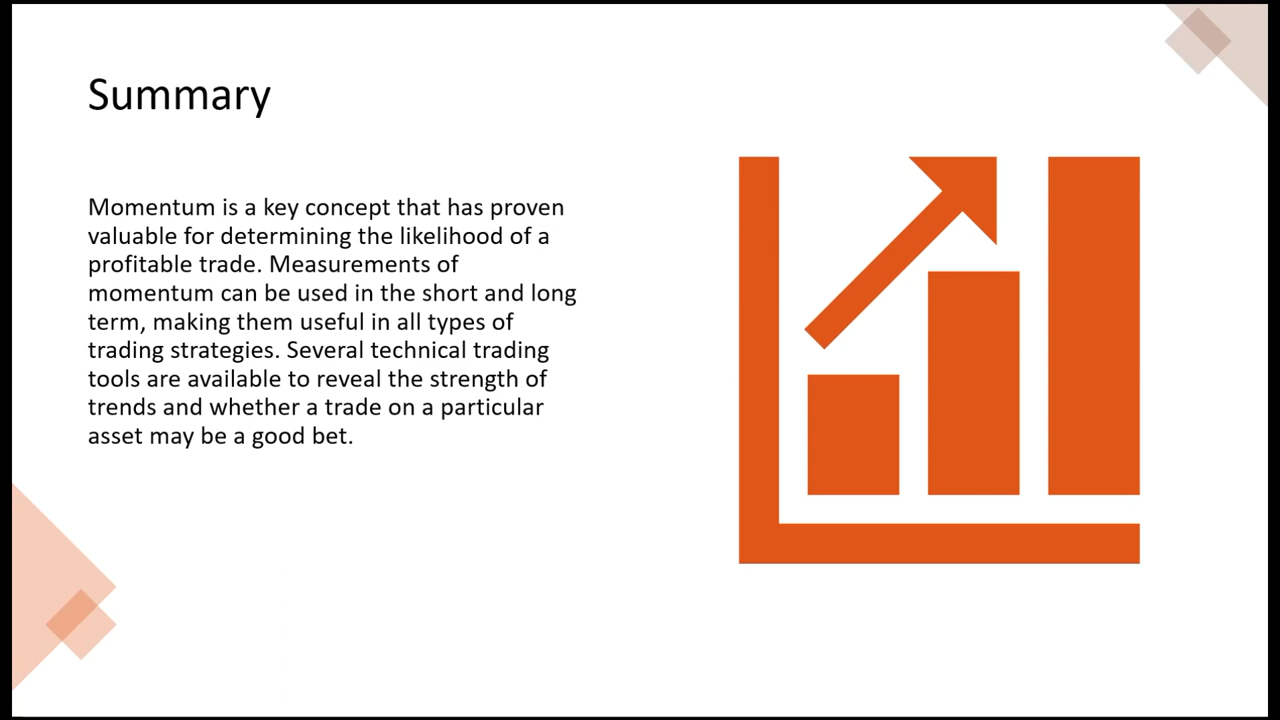 Summary
Momentum is a key concept that has proven
valuable for determining the likelihood of a
profitable trade. Measurements of
momentum can be used in the short and long
term, making them useful in all types of
trading strategies. Several technical trading
tools are available to reveal the strength of
trends and whether a trade on a particular
asset may be a good bet.